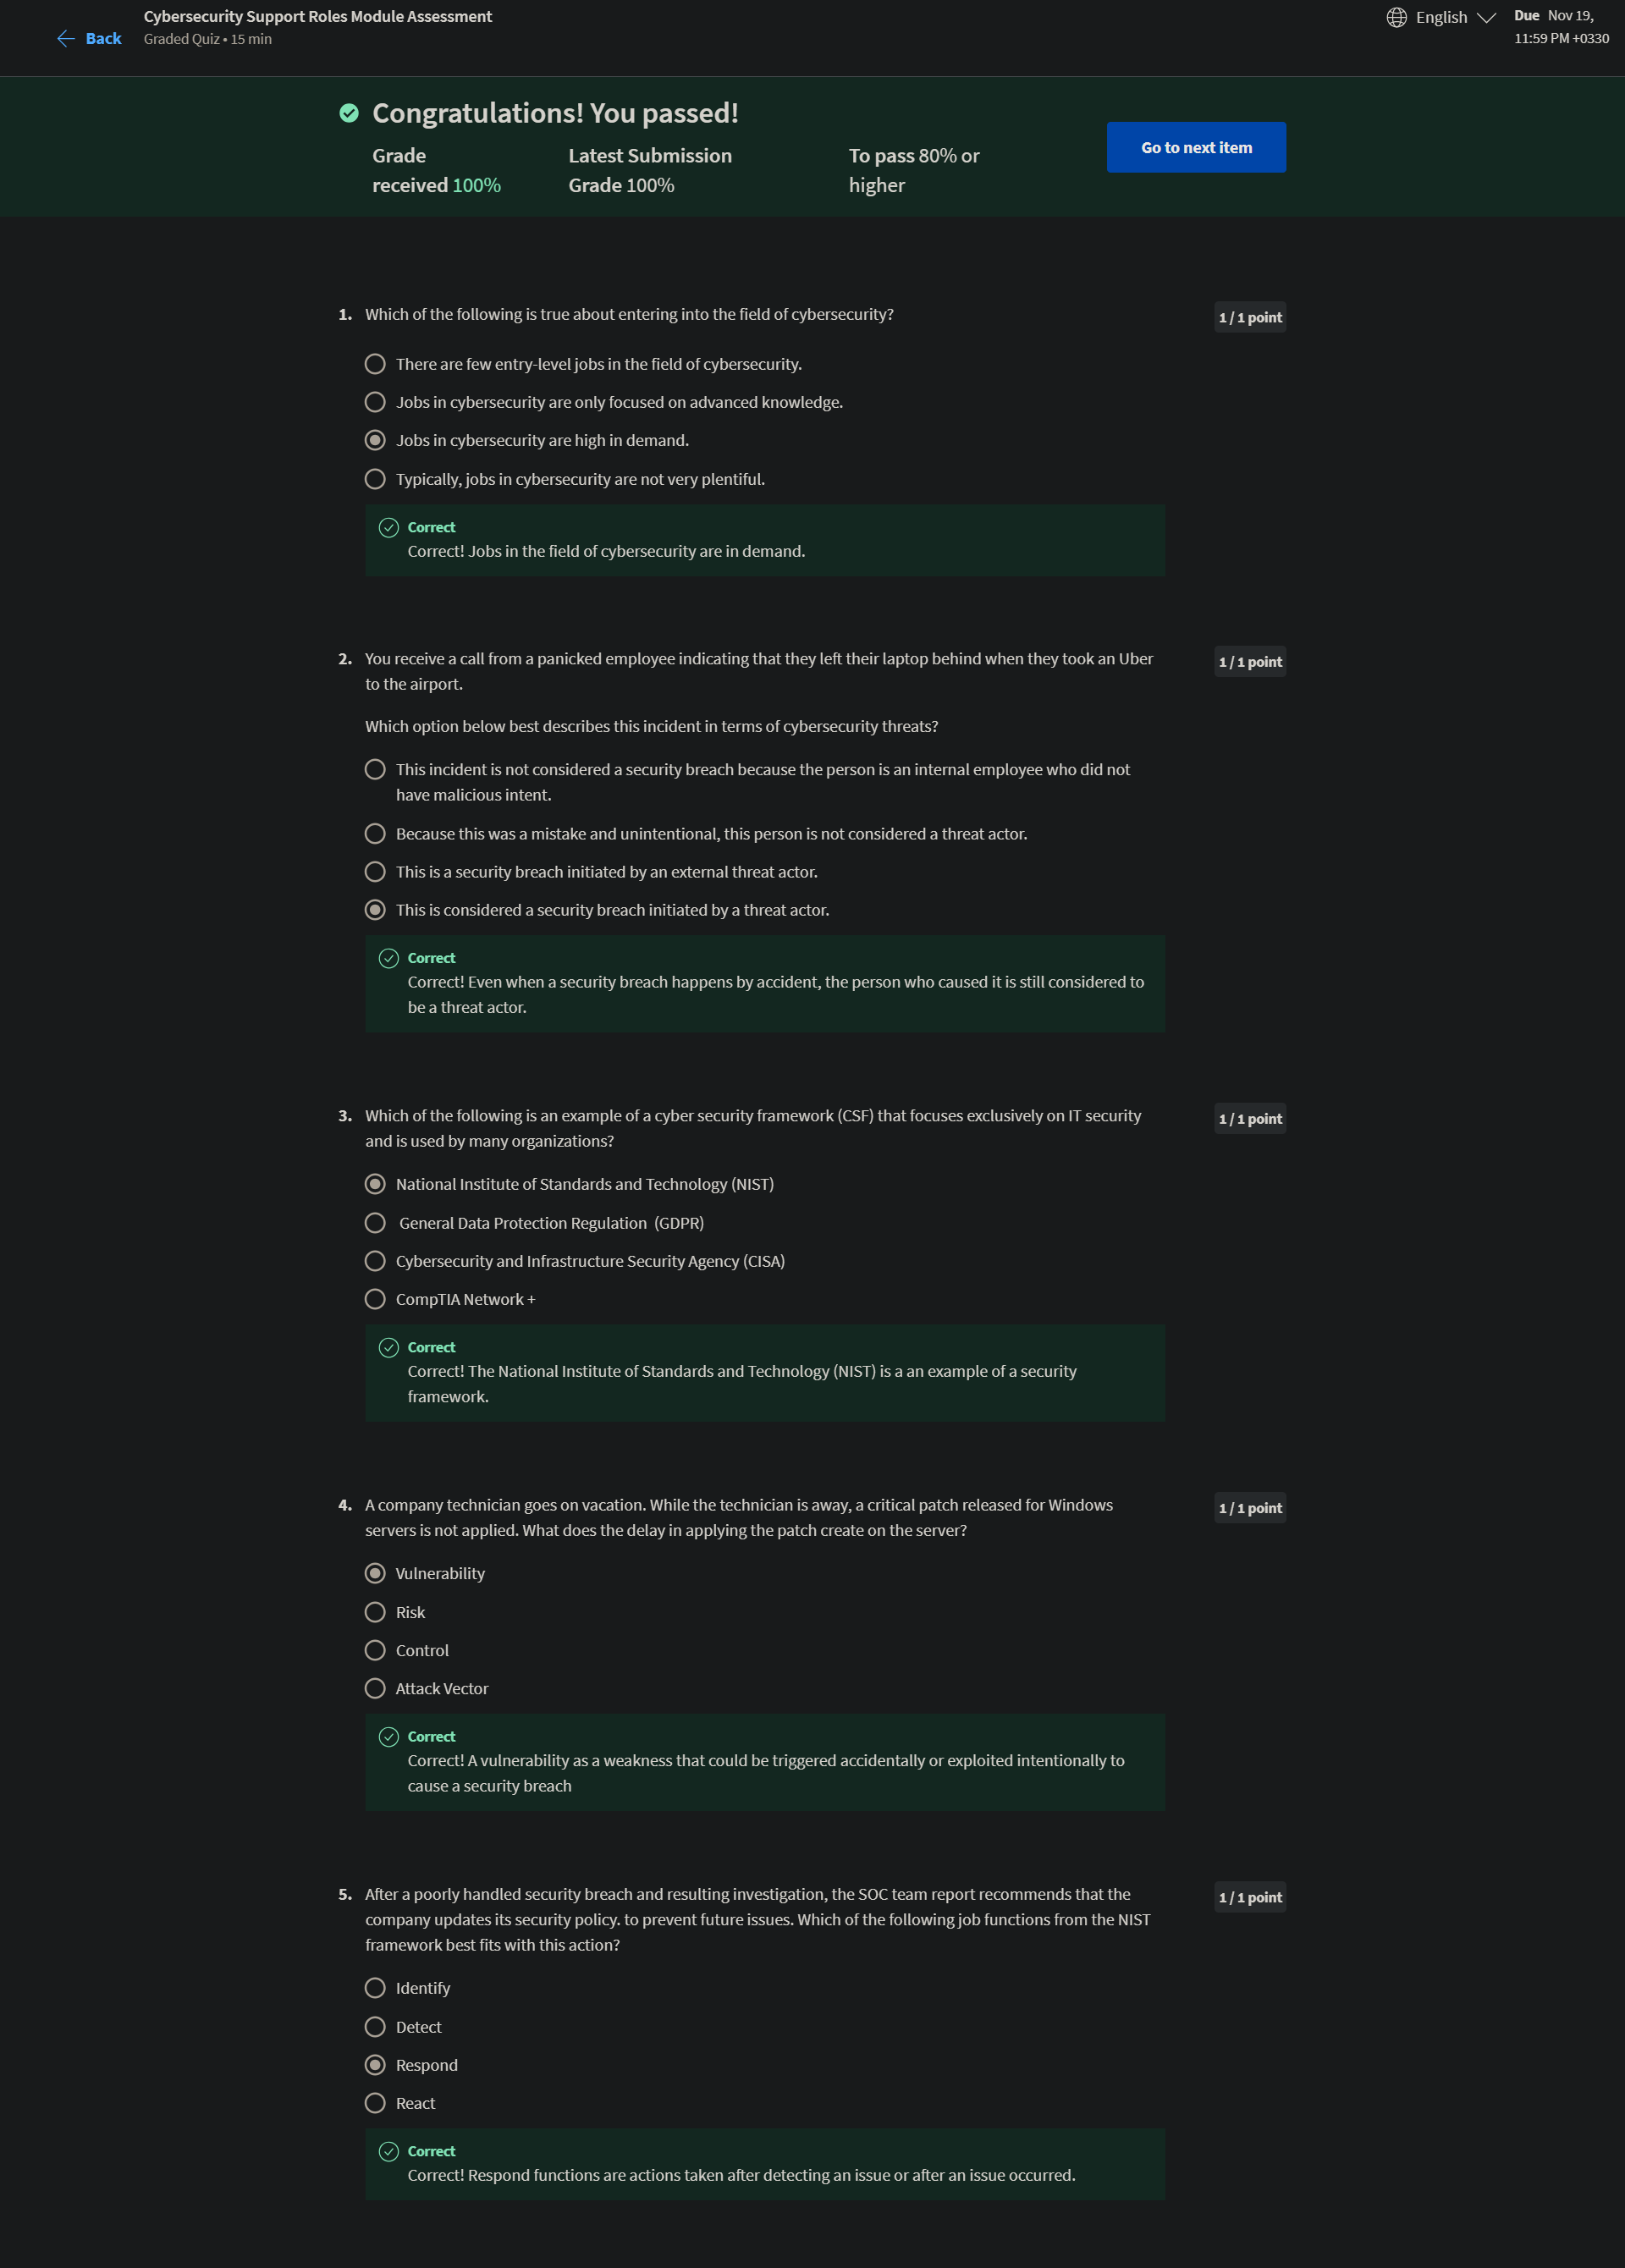 Back
Cybersecurity Support Roles Module Assessment
Graded Quiz • 15 min
English
Due Nov 19,
11:59 PM +0330
Congratulations! You passed!
Grade
received 100%
Latest Submission
Grade 100%
To pass 80% or
higher
Go to next item
1. Which of the following is true about entering into the field of cybersecurity?
1 / 1 point
There are few entry-level jobs in the field of cybersecurity.
Jobs in cybersecurity are only focused on advanced knowledge.
Jobs in cybersecurity are high in demand.
Typically, jobs in cybersecurity are not very plentiful.
Correct
Correct! Jobs in the field of cybersecurity are in demand.
2. You receive a call from a panicked employee indicating that they left their laptop behind when they took an Uber
to the airport.
1 / 1 point
Which option below best describes this incident in terms of cybersecurity threats?
This incident is not considered a security breach because the person is an internal employee who did not
have malicious intent.
Because this was a mistake and unintentional, this person is not considered a threat actor.
This is a security breach initiated by an external threat actor.
This is considered a security breach initiated by a threat actor.
Correct
Correct! Even when a security breach happens by accident, the person who caused it is still considered to
be a threat actor.
3. Which of the following is an example of a cyber security framework (CSF) that focuses exclusively on IT security
and is used by many organizations?
1 / 1 point
National Institute of Standards and Technology (NIST)
General Data Protection Regulation (GDPR)
Cybersecurity and Infrastructure Security Agency (CISA)
CompTIA Network +
Correct
Correct! The National Institute of Standards and Technology (NIST) is a an example of a security
framework.
4. A company technician goes on vacation. While the technician is away, a critical patch released for Windows
servers is not applied. What does the delay in applying the patch create on the server?
1 / 1 point
Vulnerability
Risk
Control
Attack Vector
Correct
Correct! A vulnerability as a weakness that could be triggered accidentally or exploited intentionally to
cause a security breach
5. After a poorly handled security breach and resulting investigation, the SOC team report recommends that the
company updates its security policy. to prevent future issues. Which of the following job functions from the NIST
framework best fits with this action?
1 / 1 point
Identify
Detect
Respond
React
Correct
Correct! Respond functions are actions taken after detecting an issue or after an issue occurred.